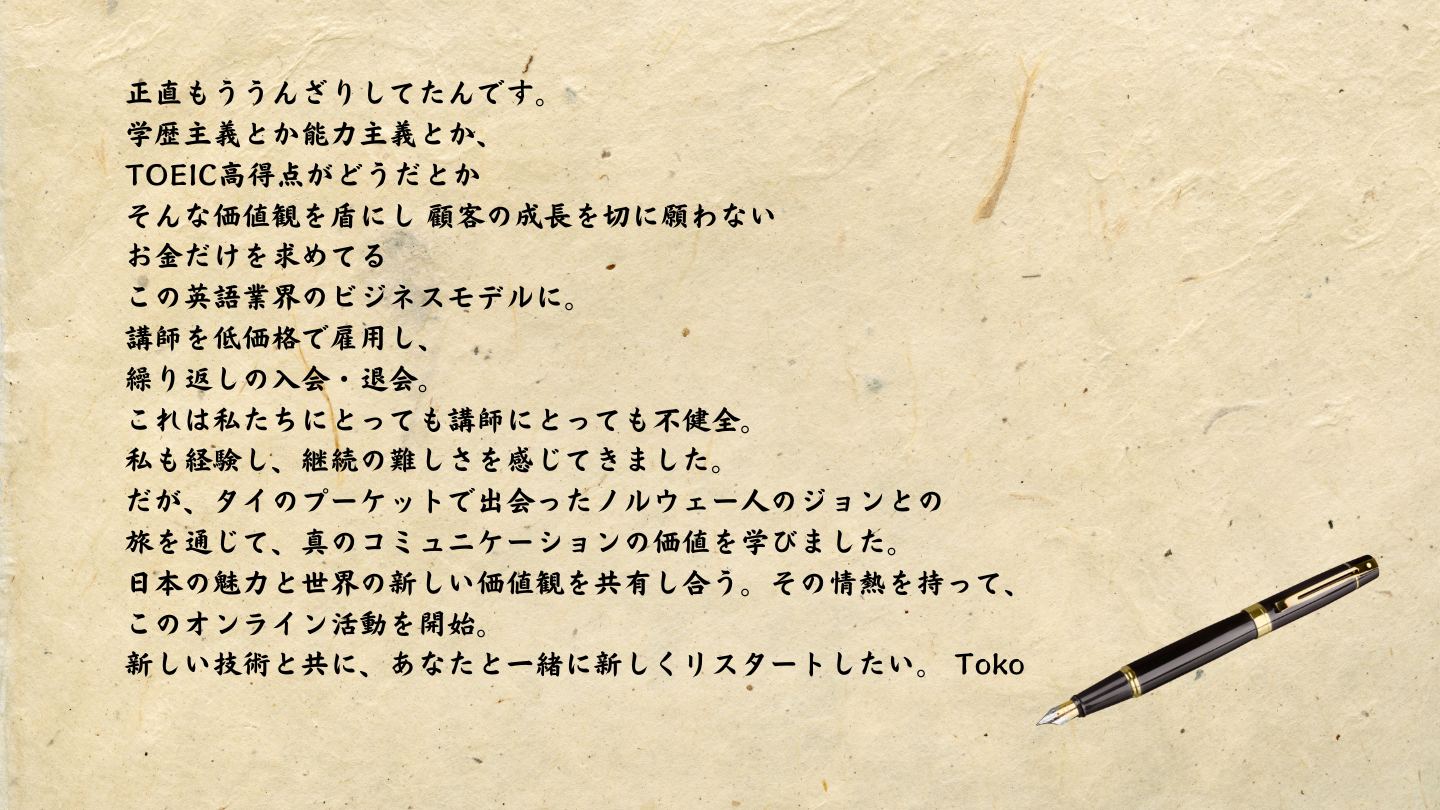 正直もううんざりしてたんです。
学歴主義とか能力主義とか、
TOEIC高得点がどうだとか
そんな価値観を盾にし 顧客の成長を切に願わない
お金だけを求めてる
この英語業界のビジネスモデルに。
講師を低価格で雇用し、
繰り返しの入会・退会。
これは私たちにとっても講師にとっても不健全。
私も経験し、継続の難しさを感じてきました。
だが、タイのプーケットで出会ったノルウェー人のジョンとの
旅を通じて、真のコミュニケーションの価値を学びました。
日本の魅力と世界の新しい価値観を共有し合う。その情熱を持って、
このオンライン活動を開始。
新しい技術と共に、あなたと一緒に新しくリスタートしたい。 Toko